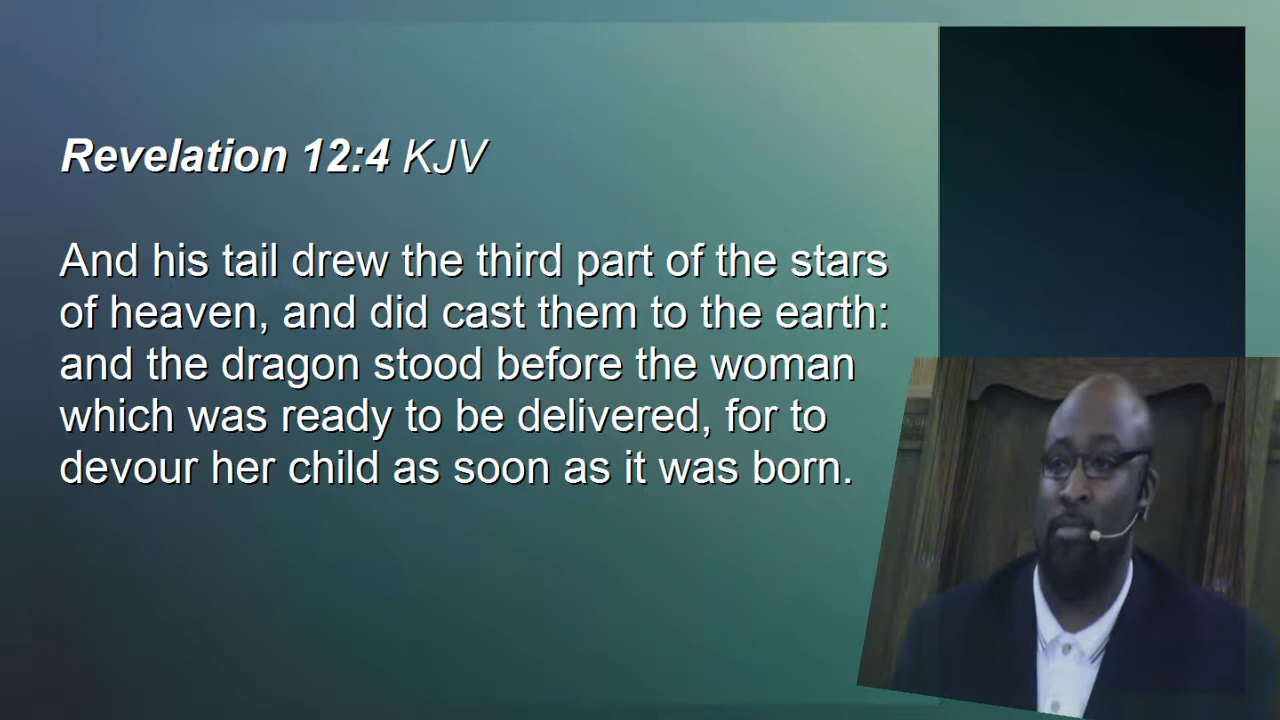 Revelation 12:4 KJV
And his tail drew the third part of the stars
of heaven, and did cast them to the earth:
and the dragon stood before the woman
which was ready to be delivered, for to
devour her child as soon as it was born.